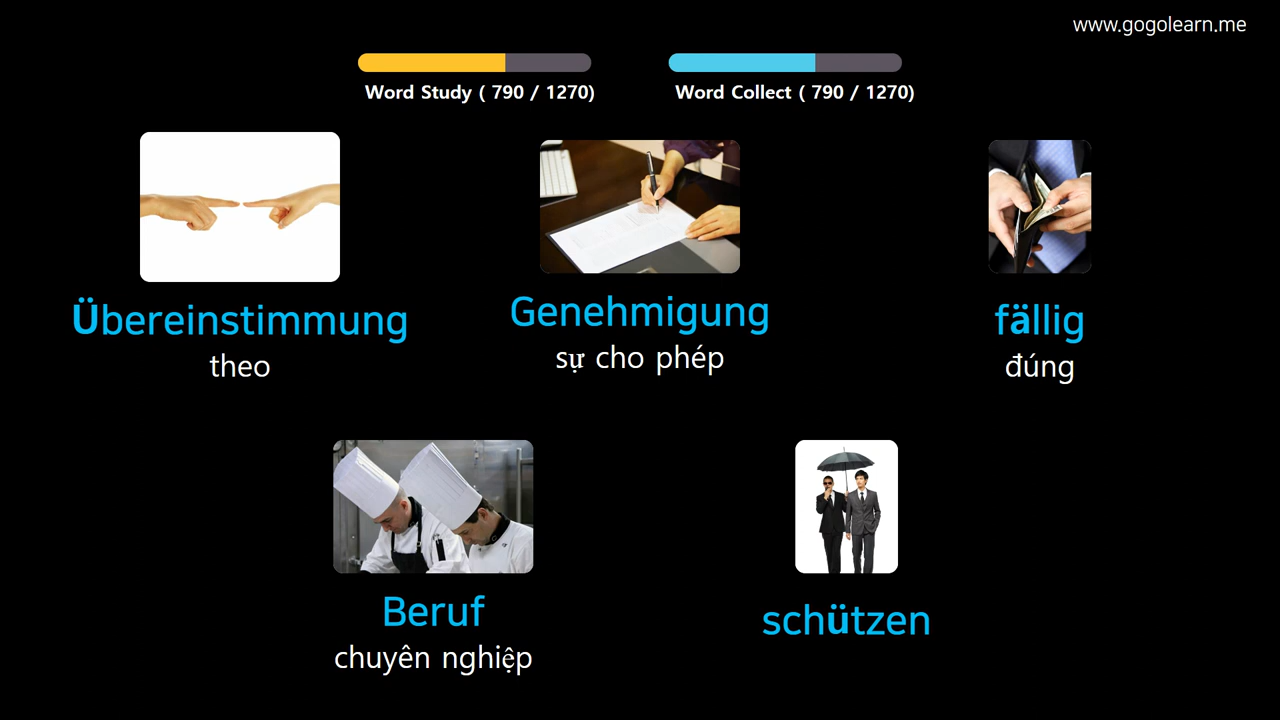 www.gogolearn.me
Word Study ( 790 / 1270)
Word Collect ( 790 / 1270)
Übereinstimmung
theo
Genehmigung
sự cho phép
fällig
đúng
Beruf
chuyên nghiệp
schützen